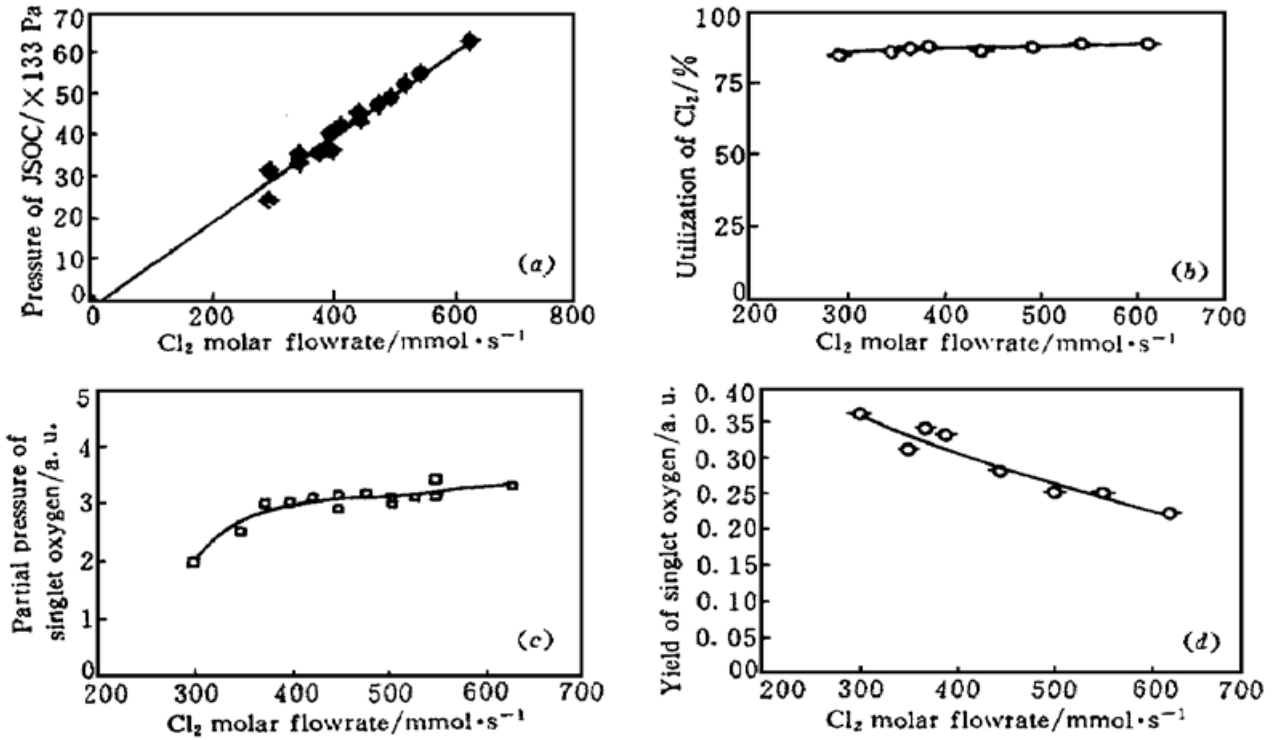 Pressure of JSOC/×133 Pa
70
60
50
40
30
20
10
0
(a)
0 200 400 600 800
Cl₂ molar flowrate/mmol·s⁻¹
Utilization of Cl₂/%
100
75
50
25
0
(b)
200 300 400 500 600 700
Cl₂ molar flowrate/mmol·s⁻¹
Partial pressure of
singlet oxygen/a. u.
5
4
3
2
1
0
(c)
200 300 400 500 600 700
Cl₂ molar flowrate/mmol·s⁻¹
Yield of singlet oxygen/a. u.
0. 40
0. 35
0. 30
0. 25
0. 20
0. 15
0. 10
0. 05
00
(d)
200 300 400 500 600 700
Cl₂ molar flowrate/mmol·s⁻¹